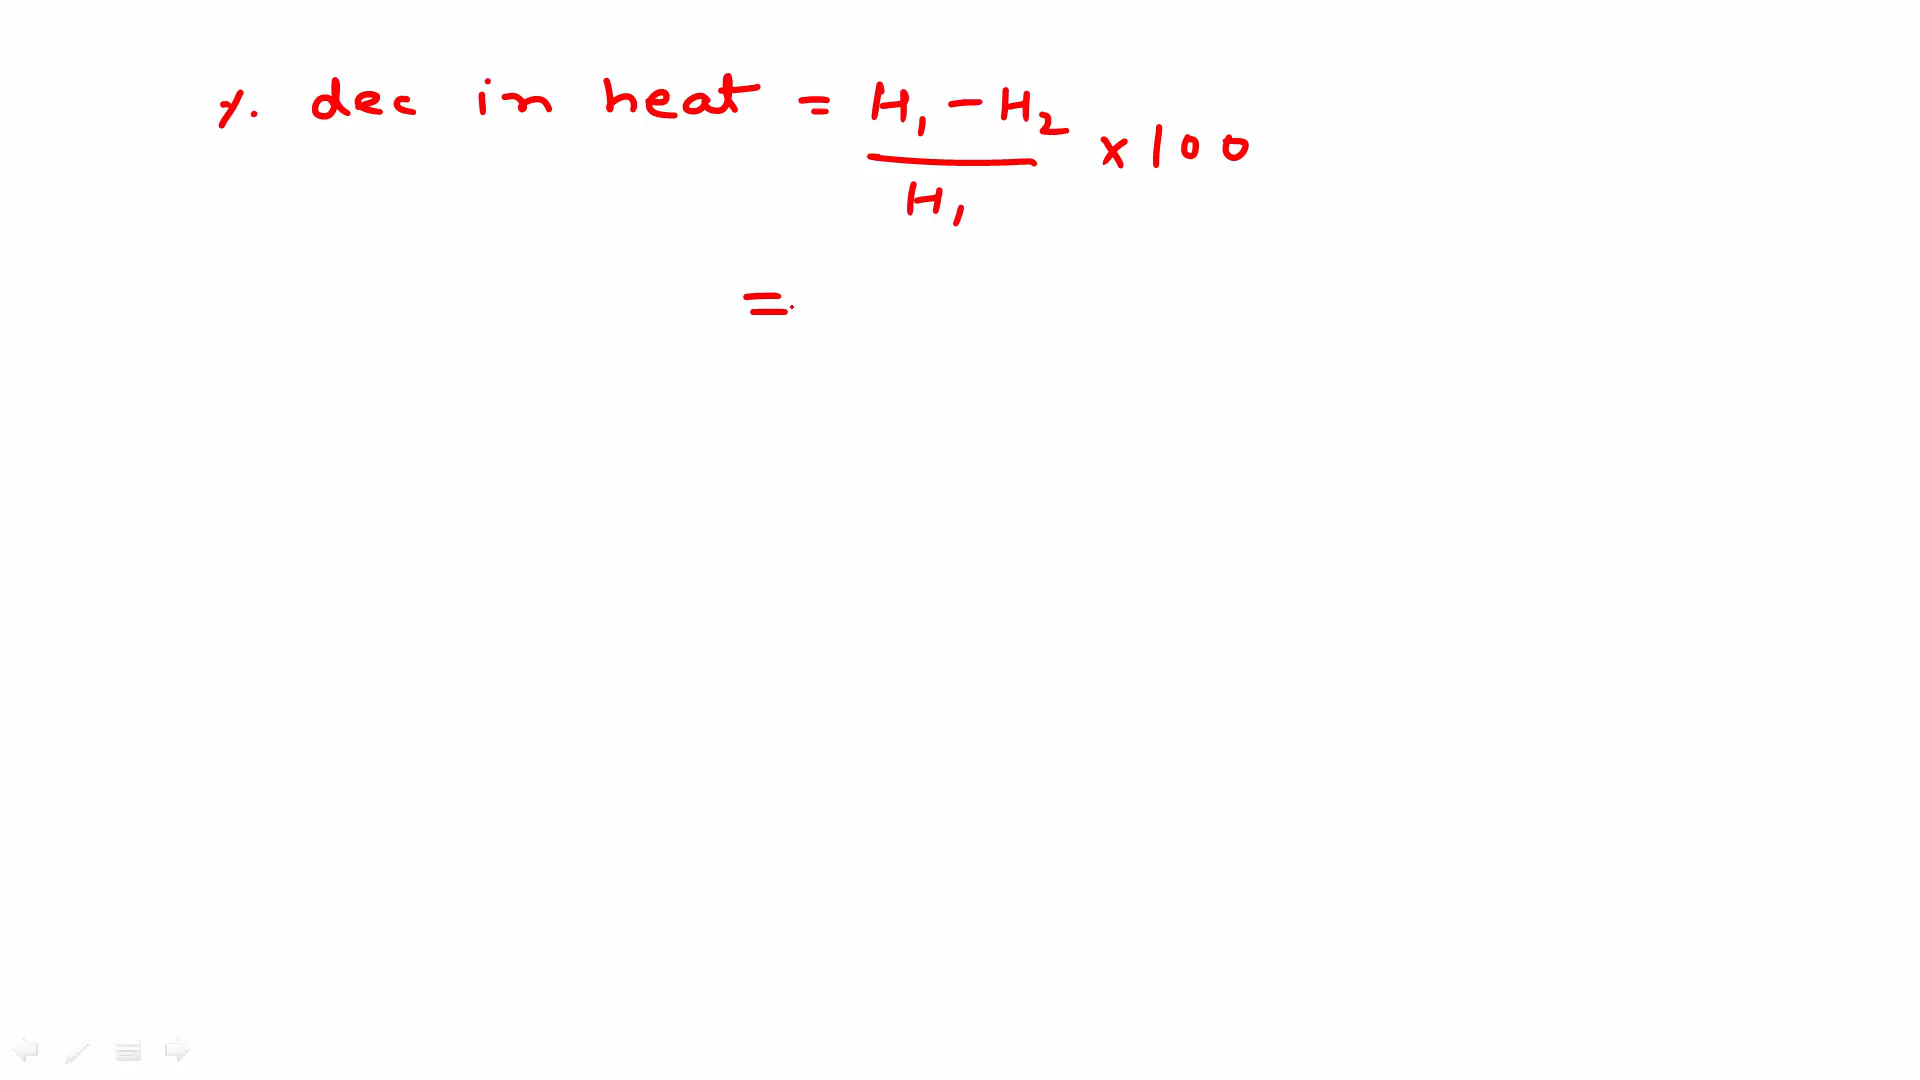 % dec in heat = H₁ - H₂ / H₁ × 100
=